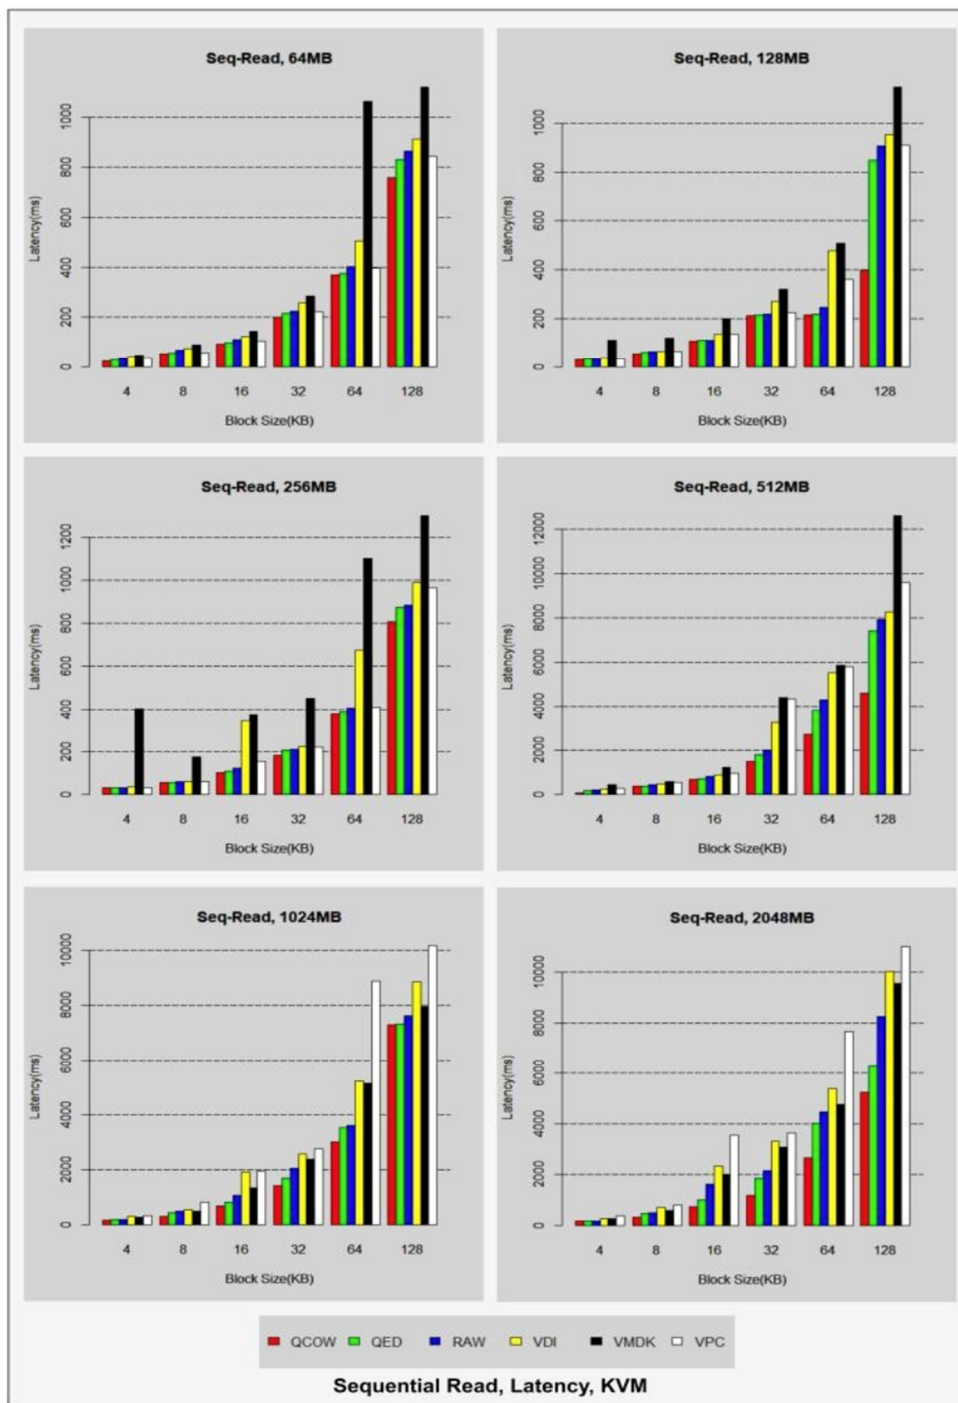 Seq-Read, 64MB
Latency(ms)
0 200 400 600 800 1000
4 8 16 32 64 128
Block Size(KB)
Seq-Read, 128MB
Latency(ms)
0 200 400 600 800 1000
4 8 16 32 64 128
Block Size(KB)
Seq-Read, 256MB
Latency(ms)
0 200 400 600 800 1000 1200
4 8 16 32 64 128
Block Size(KB)
Seq-Read, 512MB
Latency(ms)
0 2000 4000 6000 8000 10000 12000
4 8 16 32 64 128
Block Size(KB)
Seq-Read, 1024MB
Latency(ms)
0 2000 4000 6000 8000 10000
4 8 16 32 64 128
Block Size(KB)
Seq-Read, 2048MB
Latency(ms)
0 2000 4000 6000 8000 10000
4 8 16 32 64 128
Block Size(KB)
QCOW QED RAW VDI VMDK VPC
Sequential Read, Latency, KVM